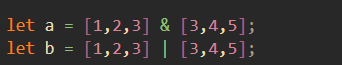 let a = [1,2,3] & [3,4,5];
let b = [1,2,3] | [3,4,5];